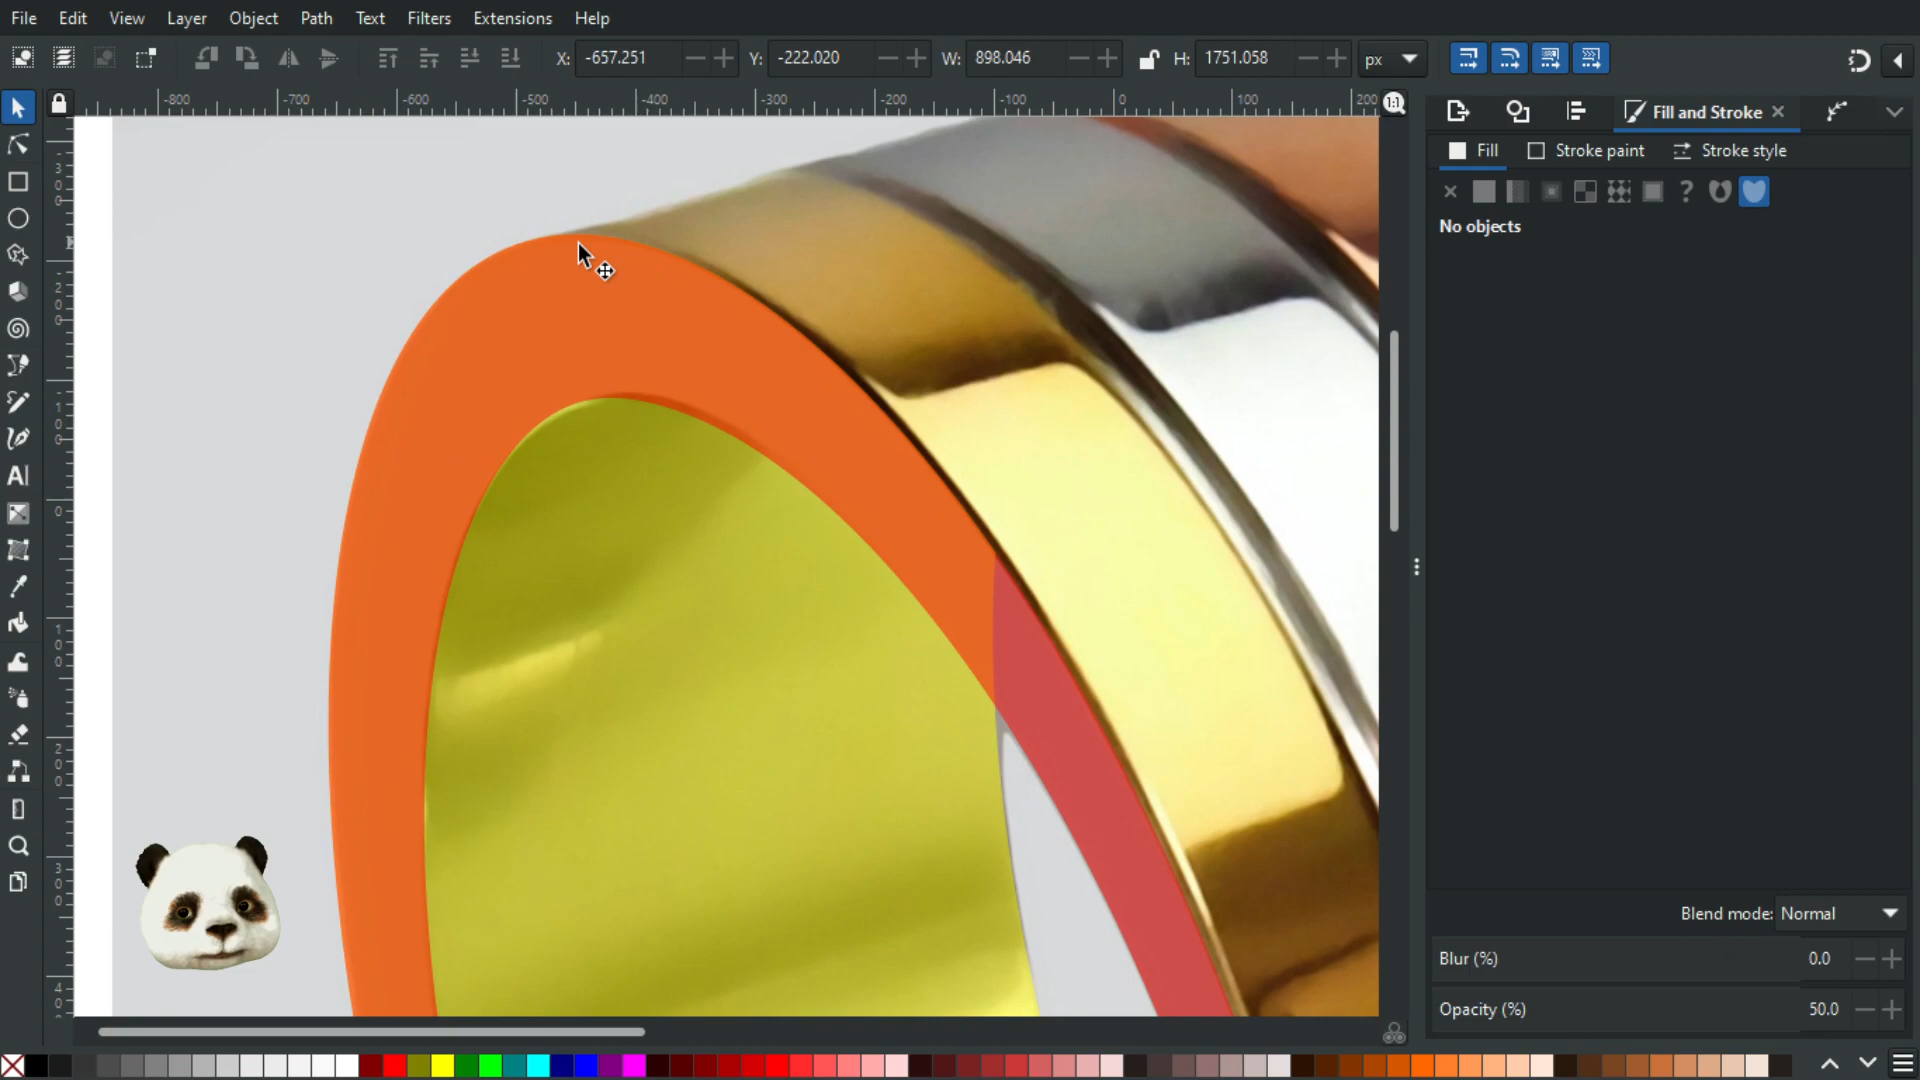 File Edit View Layer Object Path Text Filters Extensions Help
X: -657.251 Y: -222.020 W: 898.046 H: 1751.058 px
-800 -700 -600 -500 -400 -300 -200 -100 0 100 200
1:1
Fill and Stroke
Fill Stroke paint Stroke style
No objects
Blend mode: Normal
Blur (%) 0.0
Opacity (%) 50.0